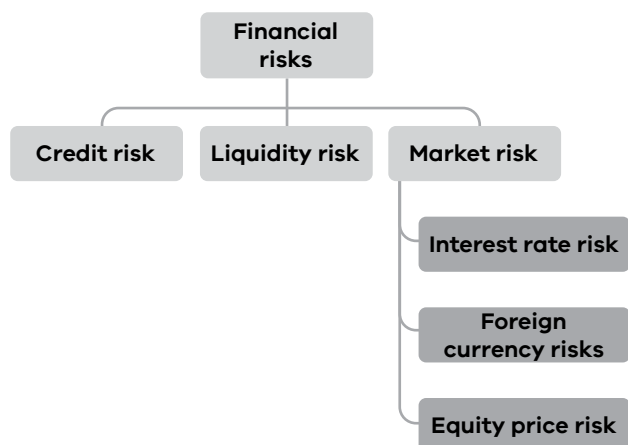 Financial
risks
Credit risk
Liquidity risk
Market risk
Interest rate risk
Foreign
currency risks
Equity price risk